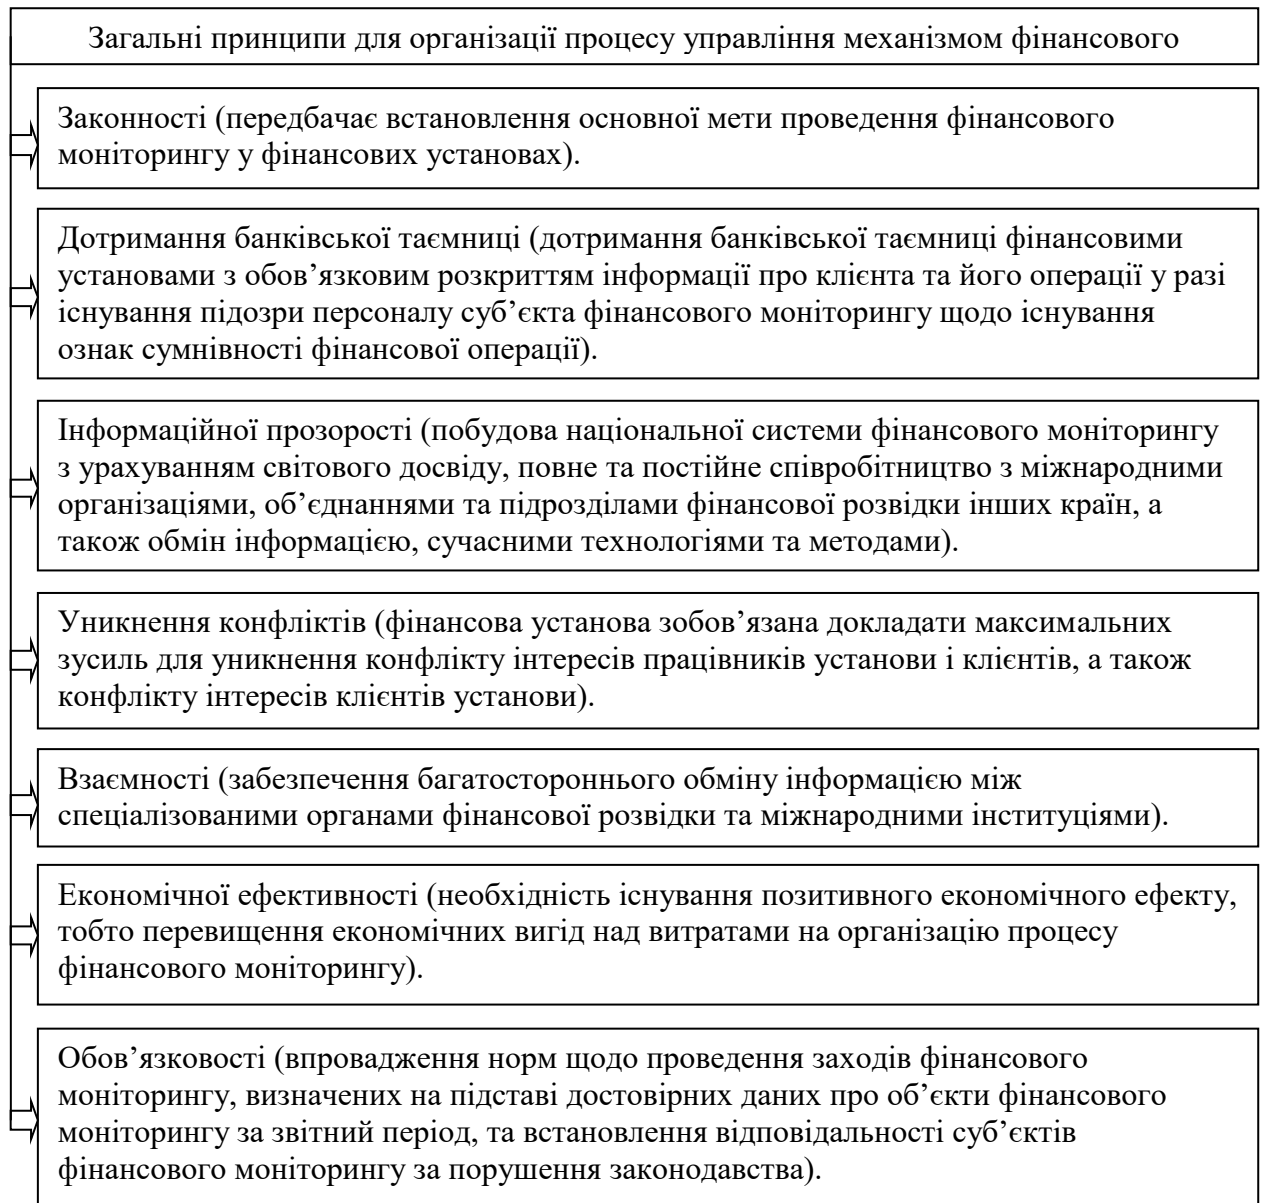 Загальні принципи для організації процесу управління механізмом фінансового
Законності (передбачає встановлення основної мети проведення фінансового
моніторингу у фінансових установах).
Дотримання банківської таємниці (дотримання банківської таємниці фінансовими
установами з обов’язковим розкриттям інформації про клієнта та його операції у разі
існування підозри персоналу суб’єкта фінансового моніторингу щодо існування
ознак сумнівності фінансової операції).
Інформаційної прозорості (побудова національної системи фінансового моніторингу
з урахуванням світового досвіду, повне та постійне співробітництво з міжнародними
організаціями, об’єднаннями та підрозділами фінансової розвідки інших країн, а
також обмін інформацією, сучасними технологіями та методами).
Уникнення конфліктів (фінансова установа зобов’язана докладати максимальних
зусиль для уникнення конфлікту інтересів працівників установи і клієнтів, а також
конфлікту інтересів клієнтів установи).
Взаємності (забезпечення багатостороннього обміну інформацією між
спеціалізованими органами фінансової розвідки та міжнародними інституціями).
Економічної ефективності (необхідність існування позитивного економічного ефекту,
тобто перевищення економічних вигід над витратами на організацію процесу
фінансового моніторингу).
Обов’язковості (впровадження норм щодо проведення заходів фінансового
моніторингу, визначених на підставі достовірних даних про об’єкти фінансового
моніторингу за звітний період, та встановлення відповідальності суб’єктів
фінансового моніторингу за порушення законодавства).